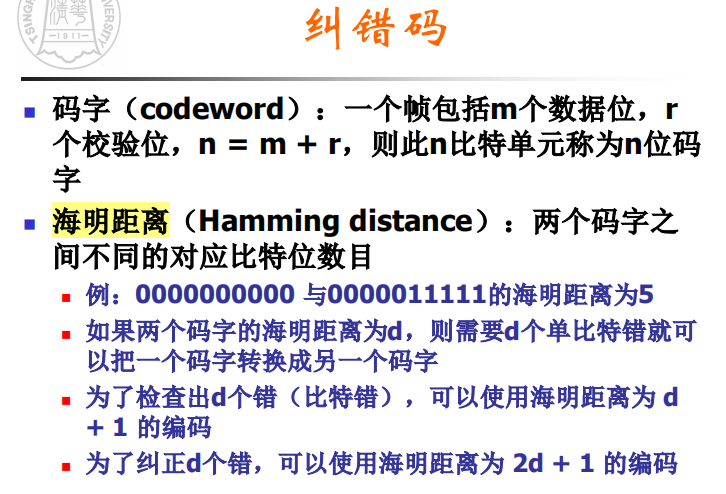 清華
TSINGH
VERSITY
-1911-
纠错码
码字（codeword）：一个帧包括m个数据位，r
个校验位，n = m + r，则此n比特单元称为n位码
字
海明距离（Hamming distance）：两个码字之
间不同的对应比特位数目
例：0000000000 与0000011111的海明距离为5
如果两个码字的海明距离为d，则需要d个单比特错就可
以把一个码字转换成另一个码字
为了检查出d个错（比特错），可以使用海明距离为 d
+ 1 的编码
为了纠正d个错，可以使用海明距离为 2d + 1 的编码